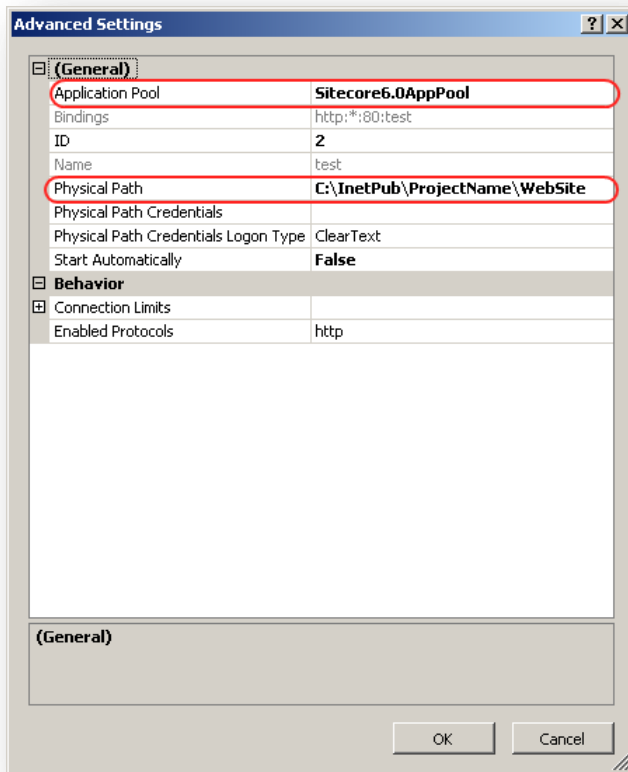 Advanced Settings
(General)
Application Pool Sitecore6.0AppPool
Bindings http:*:80:test
ID 2
Name test
Physical Path C:\InetPub\ProjectName\WebSite
Physical Path Credentials
Physical Path Credentials Logon Type ClearText
Start Automatically False
Behavior
Connection Limits
Enabled Protocols http
(General)
OK Cancel